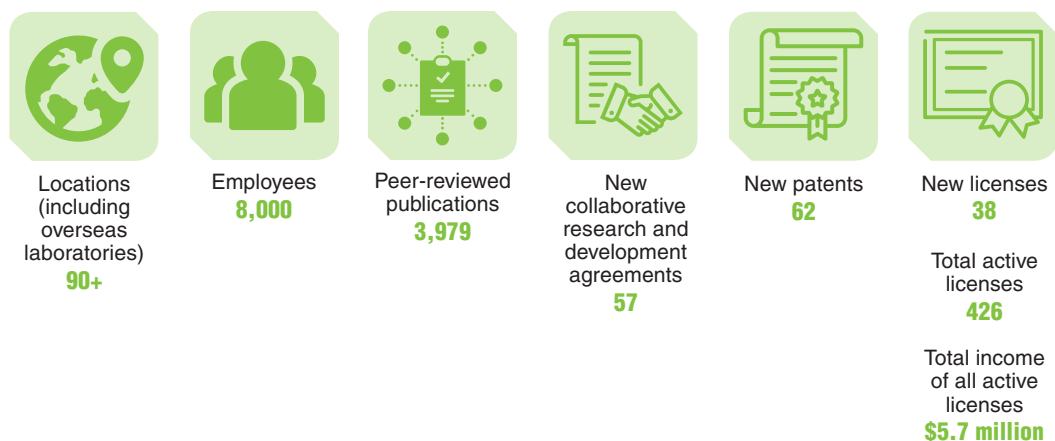 Locations
(including
overseas
laboratories)
90+
Employees
8,000
Peer-reviewed
publications
3,979
New
collaborative
research and
development
agreements
57
New patents
62
New licenses
38
Total active
licenses
426
Total income
of all active
licenses
$5.7 million